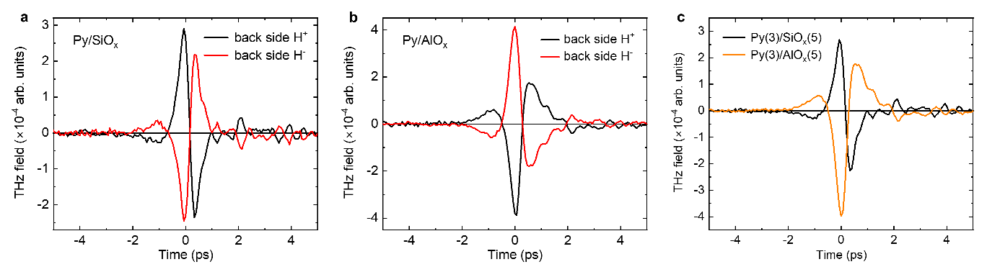 a
Py/SiOₓ
back side H⁺
back side H⁻
THz field (×10⁻⁴ arb. units)
3
2
1
0
-1
-2
-4
-2
0
2
4
Time (ps)
b
Py/AlOₓ
back side H⁺
back side H⁻
THz field (×10⁻⁴ arb. units)
4
2
0
-2
-4
-4
-2
0
2
4
Time (ps)
c
Py(3)/SiOₓ(5)
Py(3)/AlOₓ(5)
THz field (×10⁻⁴ arb. units)
3
2
1
0
-1
-2
-3
-4
-4
-2
0
2
4
Time (ps)